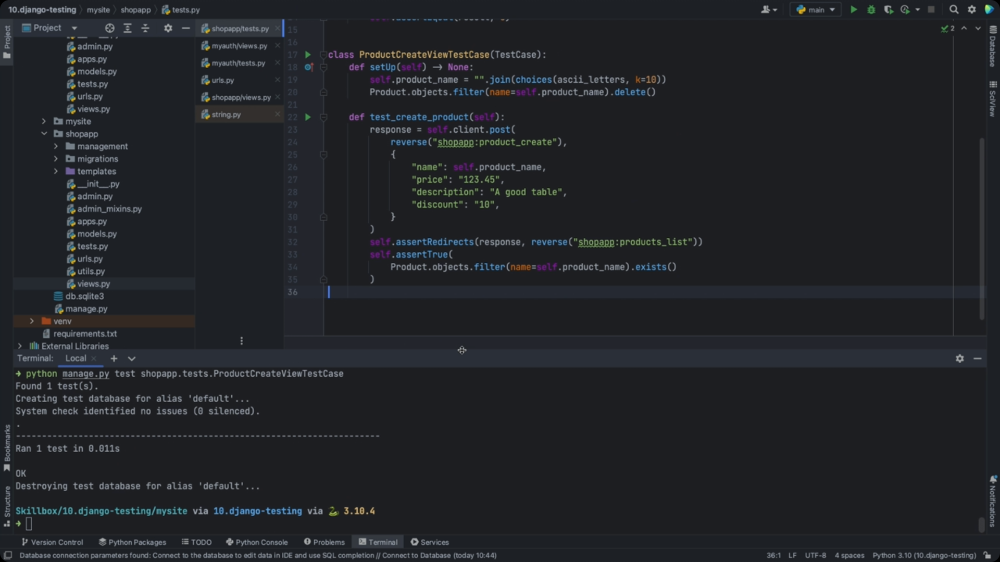 10.django-testing mysite shopapp tests.py
main
Project
Project
shopapp/tests.py
myauth/views.py
myauth/tests.py
urls.py
shopapp/views.py
string.py
admin.py
apps.py
models.py
tests.py
urls.py
views.py
mysite
shopapp
management
migrations
templates
__init__.py
admin.py
admin_mixins.py
apps.py
models.py
tests.py
urls.py
utils.py
views.py
db.sqlite3
manage.py
venv
requirements.txt
External Libraries
2
15
16
17 class ProductCreateViewTestCase(TestCase):
18 def setUp(self) → None:
19 self.product_name = "".join(choices(ascii_letters, k=10))
20 Product.objects.filter(name=self.product_name).delete()
21
22 def test_create_product(self):
23 response = self.client.post(
24 reverse("shopapp:product_create"),
25 {
26 "name": self.product_name,
27 "price": "123.45",
28 "description": "A good table",
29 "discount": "10",
30 }
31 )
32 self.assertRedirects(response, reverse("shopapp:products_list"))
33 self.assertTrue(
34 Product.objects.filter(name=self.product_name).exists()
35 )
36
Database
SciView
Notifications
Bookmarks
Structure
Terminal: Local
➜ python manage.py test shopapp.tests.ProductCreateViewTestCase
Found 1 test(s).
Creating test database for alias 'default'...
System check identified no issues (0 silenced).
.
----------------------------------------------------------------------
Ran 1 test in 0.011s
OK
Destroying test database for alias 'default'...
Skillbox/10.django-testing/mysite via 10.django-testing via 🐍 3.10.4
➜
Version Control Python Packages TODO Python Console Problems Terminal Services
Database connection parameters found: Connect to the database to edit data in IDE and use SQL completion // Connect to Database (today 10:44)
36:1 LF UTF-8 4 spaces Python 3.10 (10.django-testing)